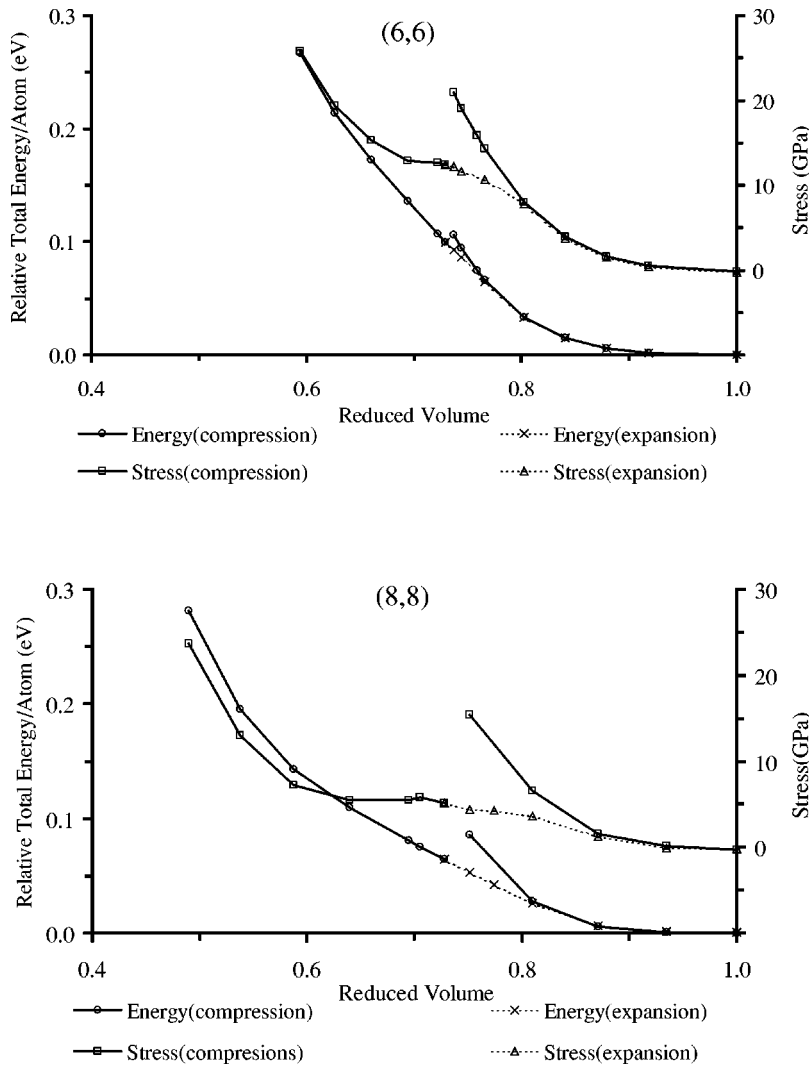 (6,6)
0.3
0.2
0.1
0.0
Relative Total Energy/Atom (eV)
30
20
10
0
Stress (GPa)
0.4 0.6 0.8 1.0
Reduced Volume
Energy(compression) Energy(expansion)
Stress(compression) Stress(expansion)
(8,8)
0.3
0.2
0.1
0.0
Relative Total Energy/Atom (eV)
30
20
10
0
Stress(GPa)
0.4 0.6 0.8 1.0
Reduced Volume
Energy(compression) Energy(expansion)
Stress(compresions) Stress(expansion)